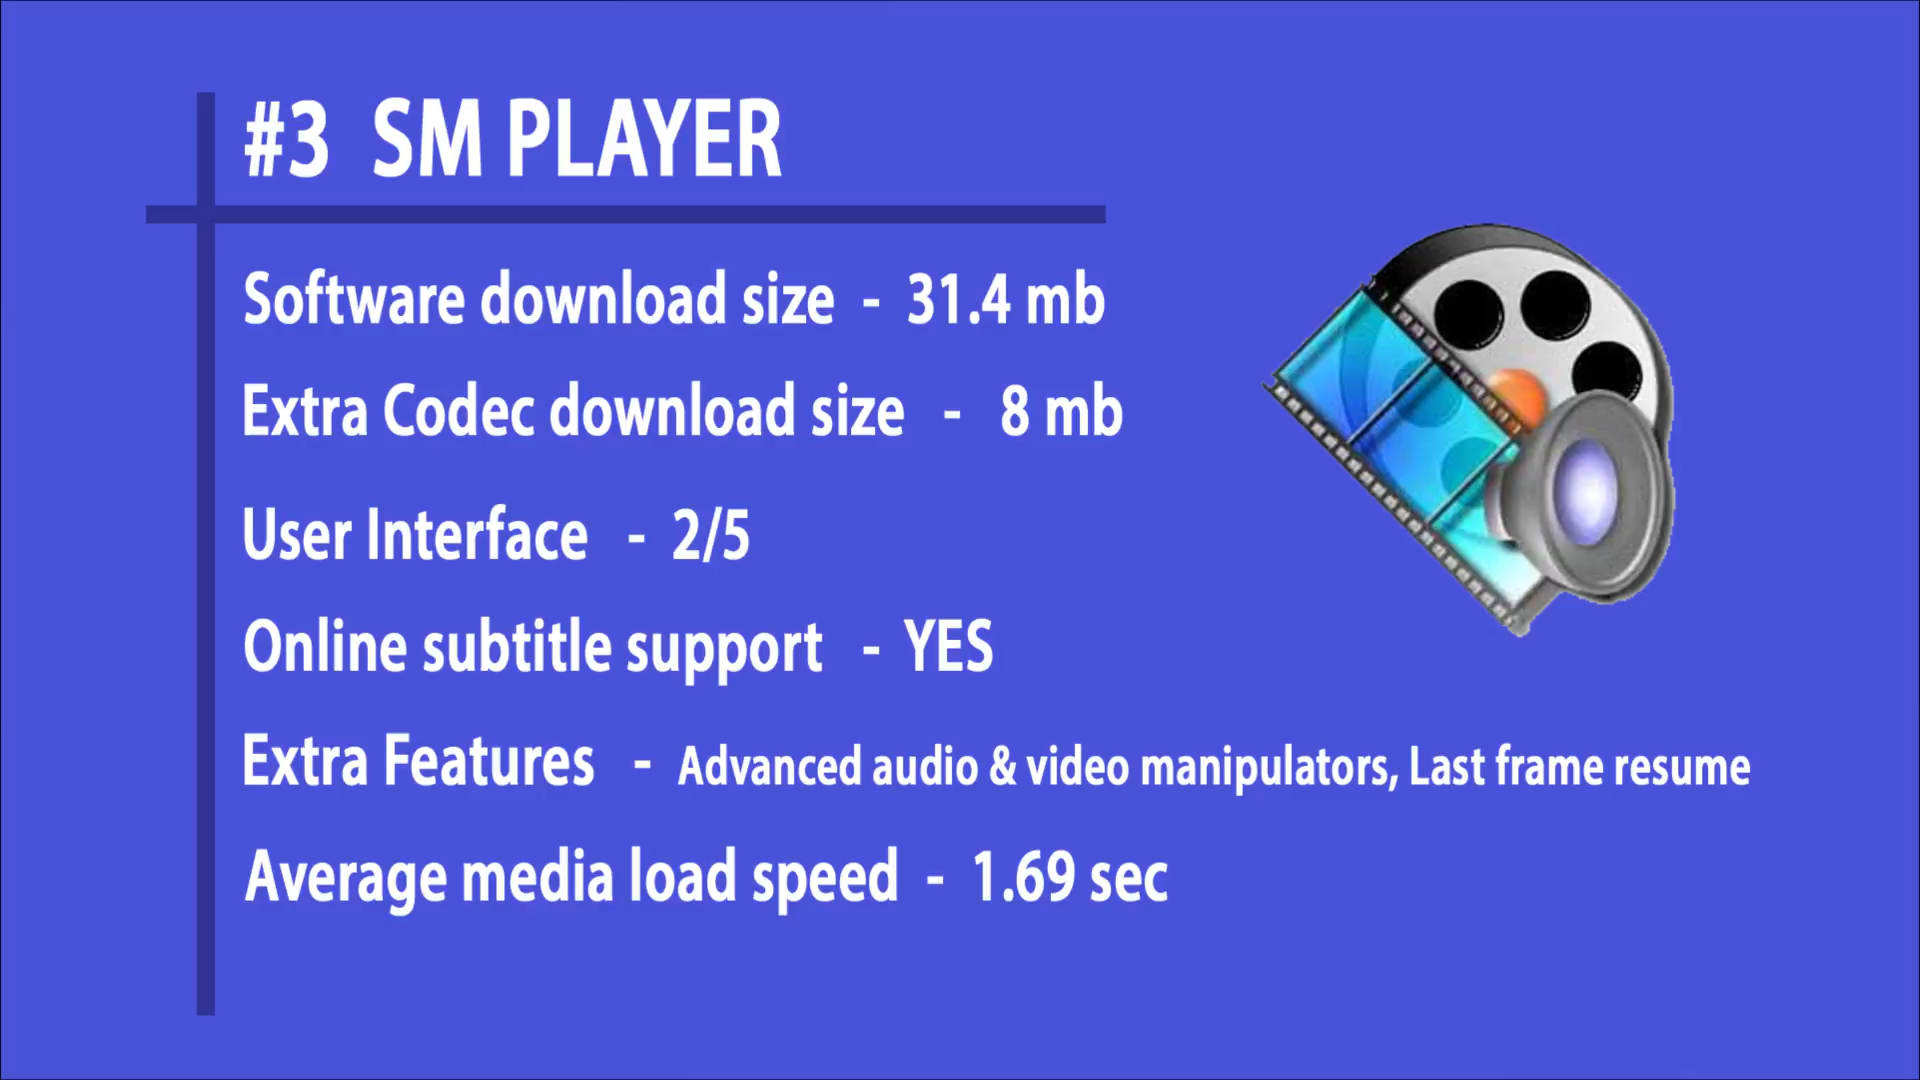 #3 SM PLAYER
Software download size - 31.4 mb
Extra Codec download size - 8 mb
User Interface - 2/5
Online subtitle support - YES
Extra Features - Advanced audio & video manipulators, Last frame resume
Average media load speed - 1.69 sec